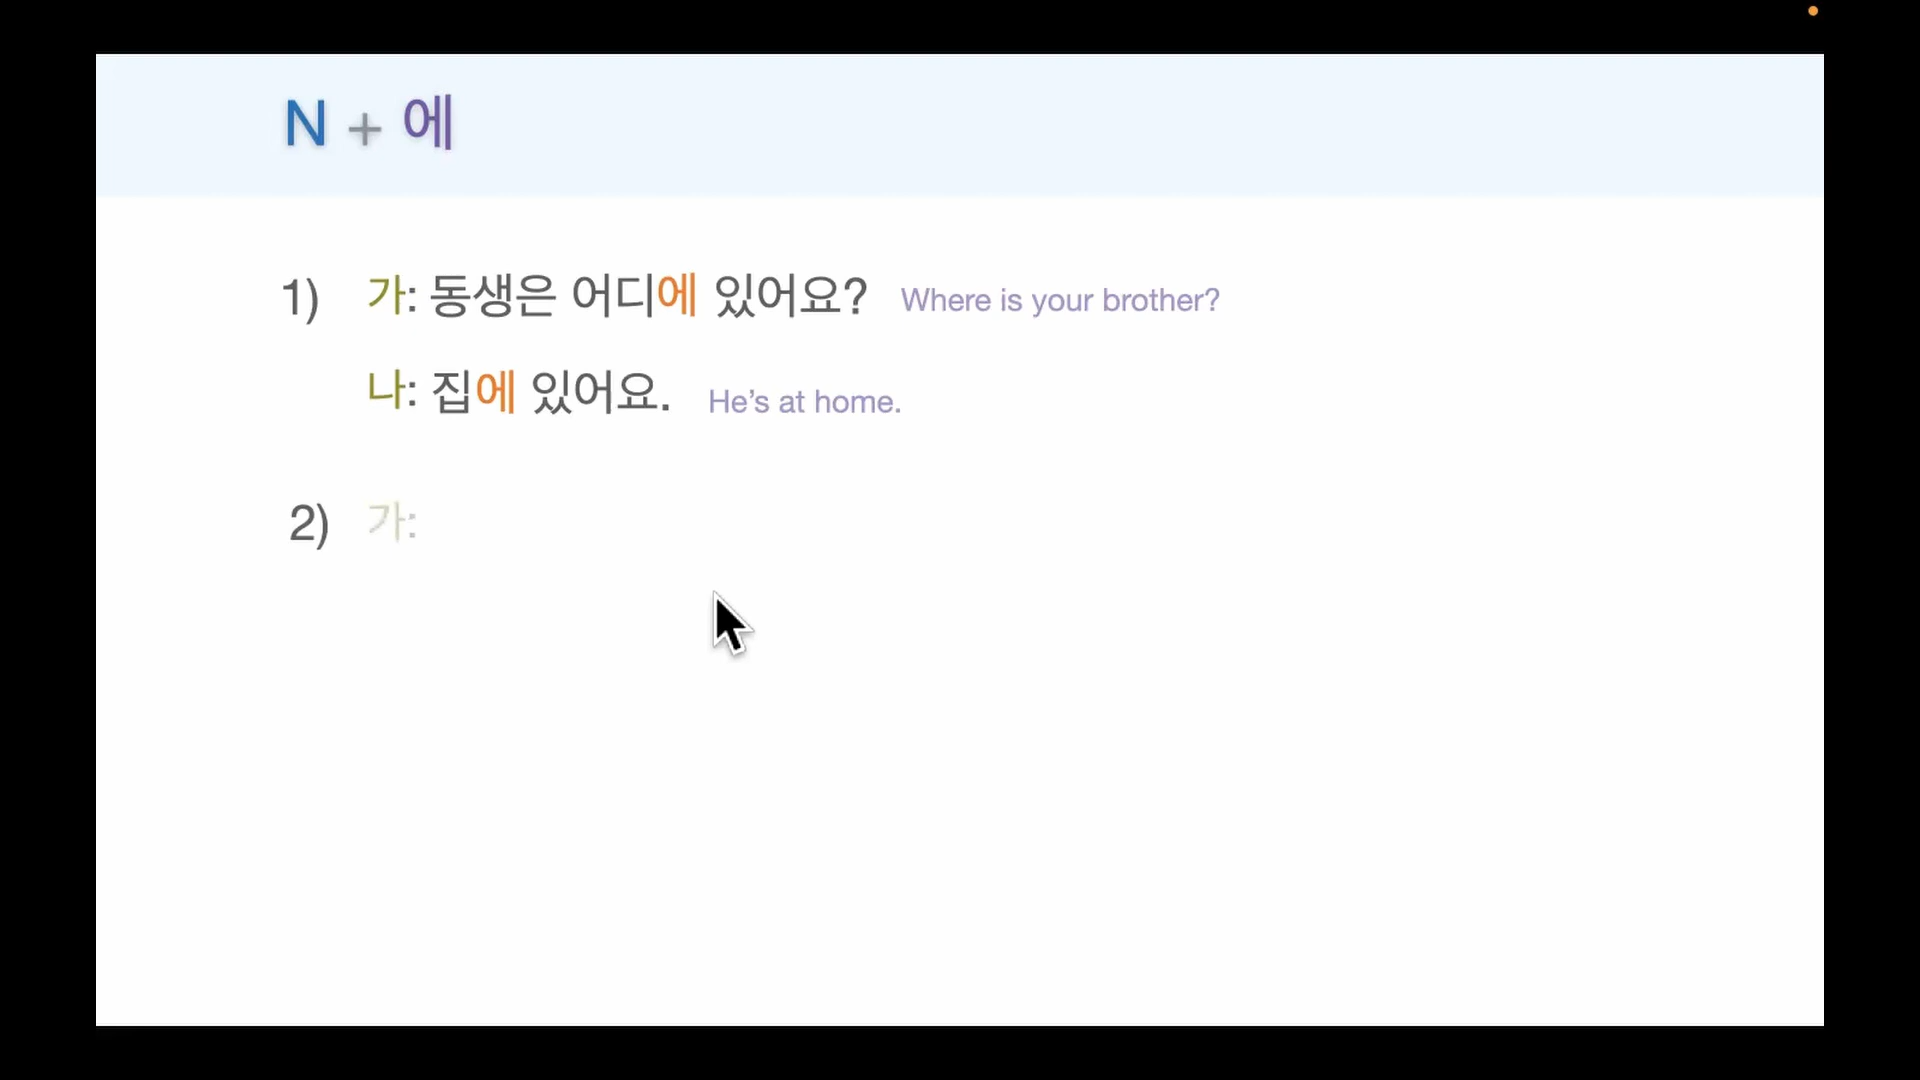 N + 에
1) 가: 동생은 어디에 있어요? Where is your brother?
나: 집에 있어요. He’s at home.
2) 가: